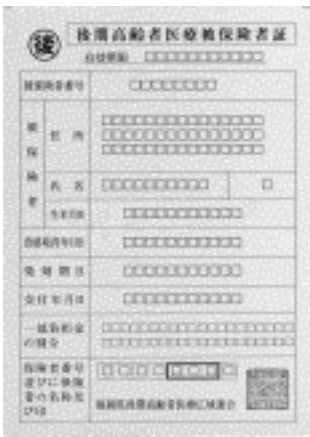 後 後期高齢者医療被保険者証
有効期限 □□□□□□□□□□□□
被保険者番号 □□□□□□□□
被保険者
住所 □□□□□□□□□□□□□□□
□□□□□□□□□□□□□□□
□□□□□□□□□□□□□□□
氏名 □□□□□□□□□□ □
生年月日 □□□□□□□□□□□
資格取得年月日 □□□□□□□□□□□
発効期日 □□□□□□□□□□□
交付年月日 □□□□□□□□□□□
一部負担金の割合 □□□□□□□□□□□□□□□□□
□□□□□□□□□□□□□□□□□
保険者番号並びに保険者の名称及び印 □□□□□□□□
福岡県後期高齢者医療広域連合